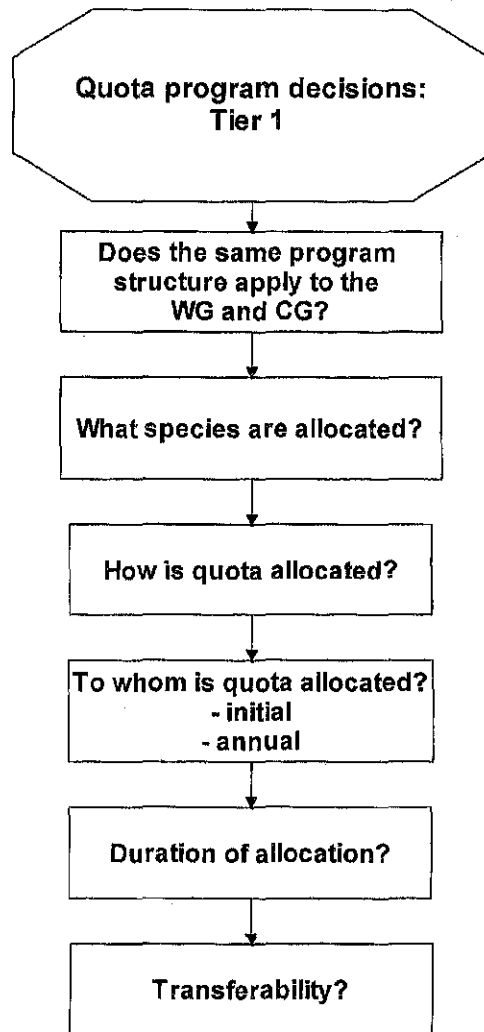 Quota program decisions:
Tier 1
Does the same program
structure apply to the
WG and CG?
What species are allocated?
How is quota allocated?
To whom is quota allocated?
- initial
- annual
Duration of allocation?
Transferability?